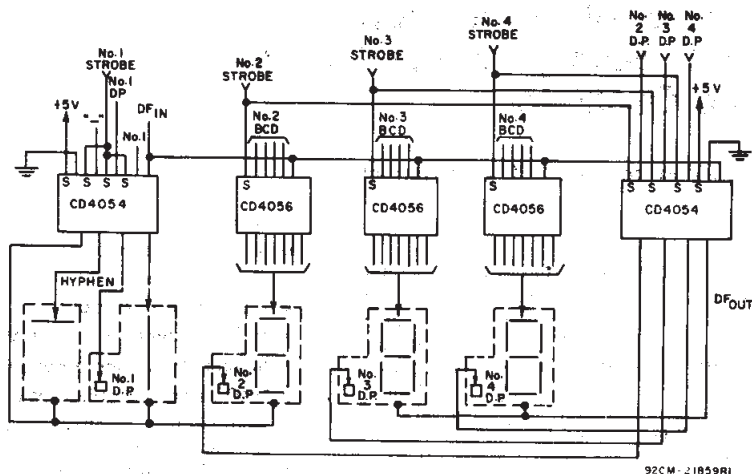 No.1
STROBE
No.1
DP
DF IN
+5V
"–"
No.1
No.2
STROBE
No.2
BCD
No.3
STROBE
No.3
BCD
No.4
STROBE
No.4
BCD
No.
2
D.P.
No.
3
D.P.
No.
4
D.P.
+5V
S S S S
CD4054
S
CD4056
S
CD4056
S
CD4056
S S S S
CD4054
HYPHEN
No.1
D.P.
No.
2
D.P
No.
3
D.P.
No.
4
D.P.
DF OUT
92CM-21859R1